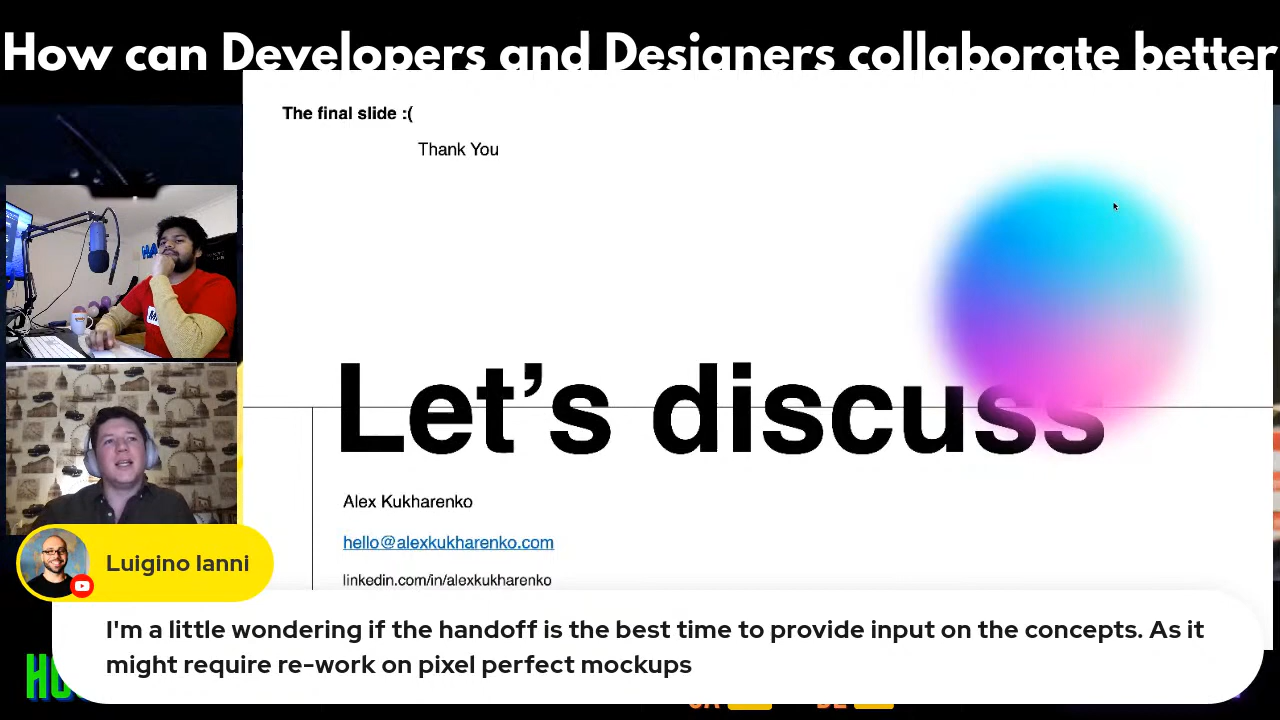 How can Developers and Designers collaborate better
The final slide :(
Thank You
Let’s discuss
Alex Kukharenko
hello@alexkukharenko.com
linkedin.com/in/alexkukharenko
Luigino Ianni
I'm a little wondering if the handoff is the best time to provide input on the concepts. As it
might require re-work on pixel perfect mockups